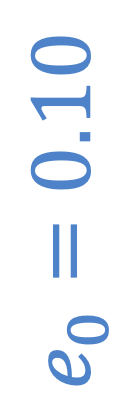 e₀ = 0.10